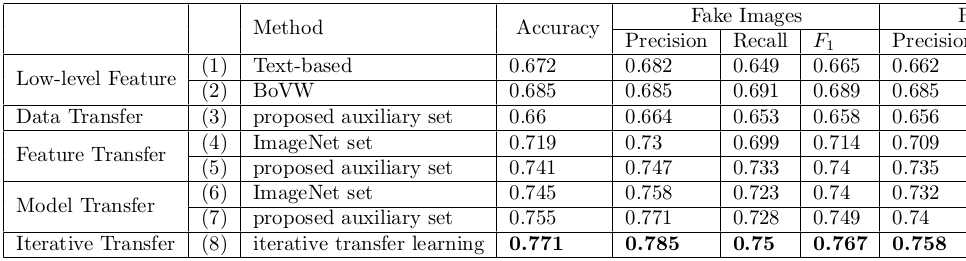 Method Accuracy Fake Images
Precision Recall F1 Precision
Low-level Feature (1) Text-based 0.672 0.682 0.649 0.665 0.662
(2) BoVW 0.685 0.685 0.691 0.689 0.685
Data Transfer (3) proposed auxiliary set 0.66 0.664 0.653 0.658 0.656
Feature Transfer (4) ImageNet set 0.719 0.73 0.699 0.714 0.709
(5) proposed auxiliary set 0.741 0.747 0.733 0.74 0.735
Model Transfer (6) ImageNet set 0.745 0.758 0.723 0.74 0.732
(7) proposed auxiliary set 0.755 0.771 0.728 0.749 0.74
Iterative Transfer (8) iterative transfer learning 0.771 0.785 0.75 0.767 0.758